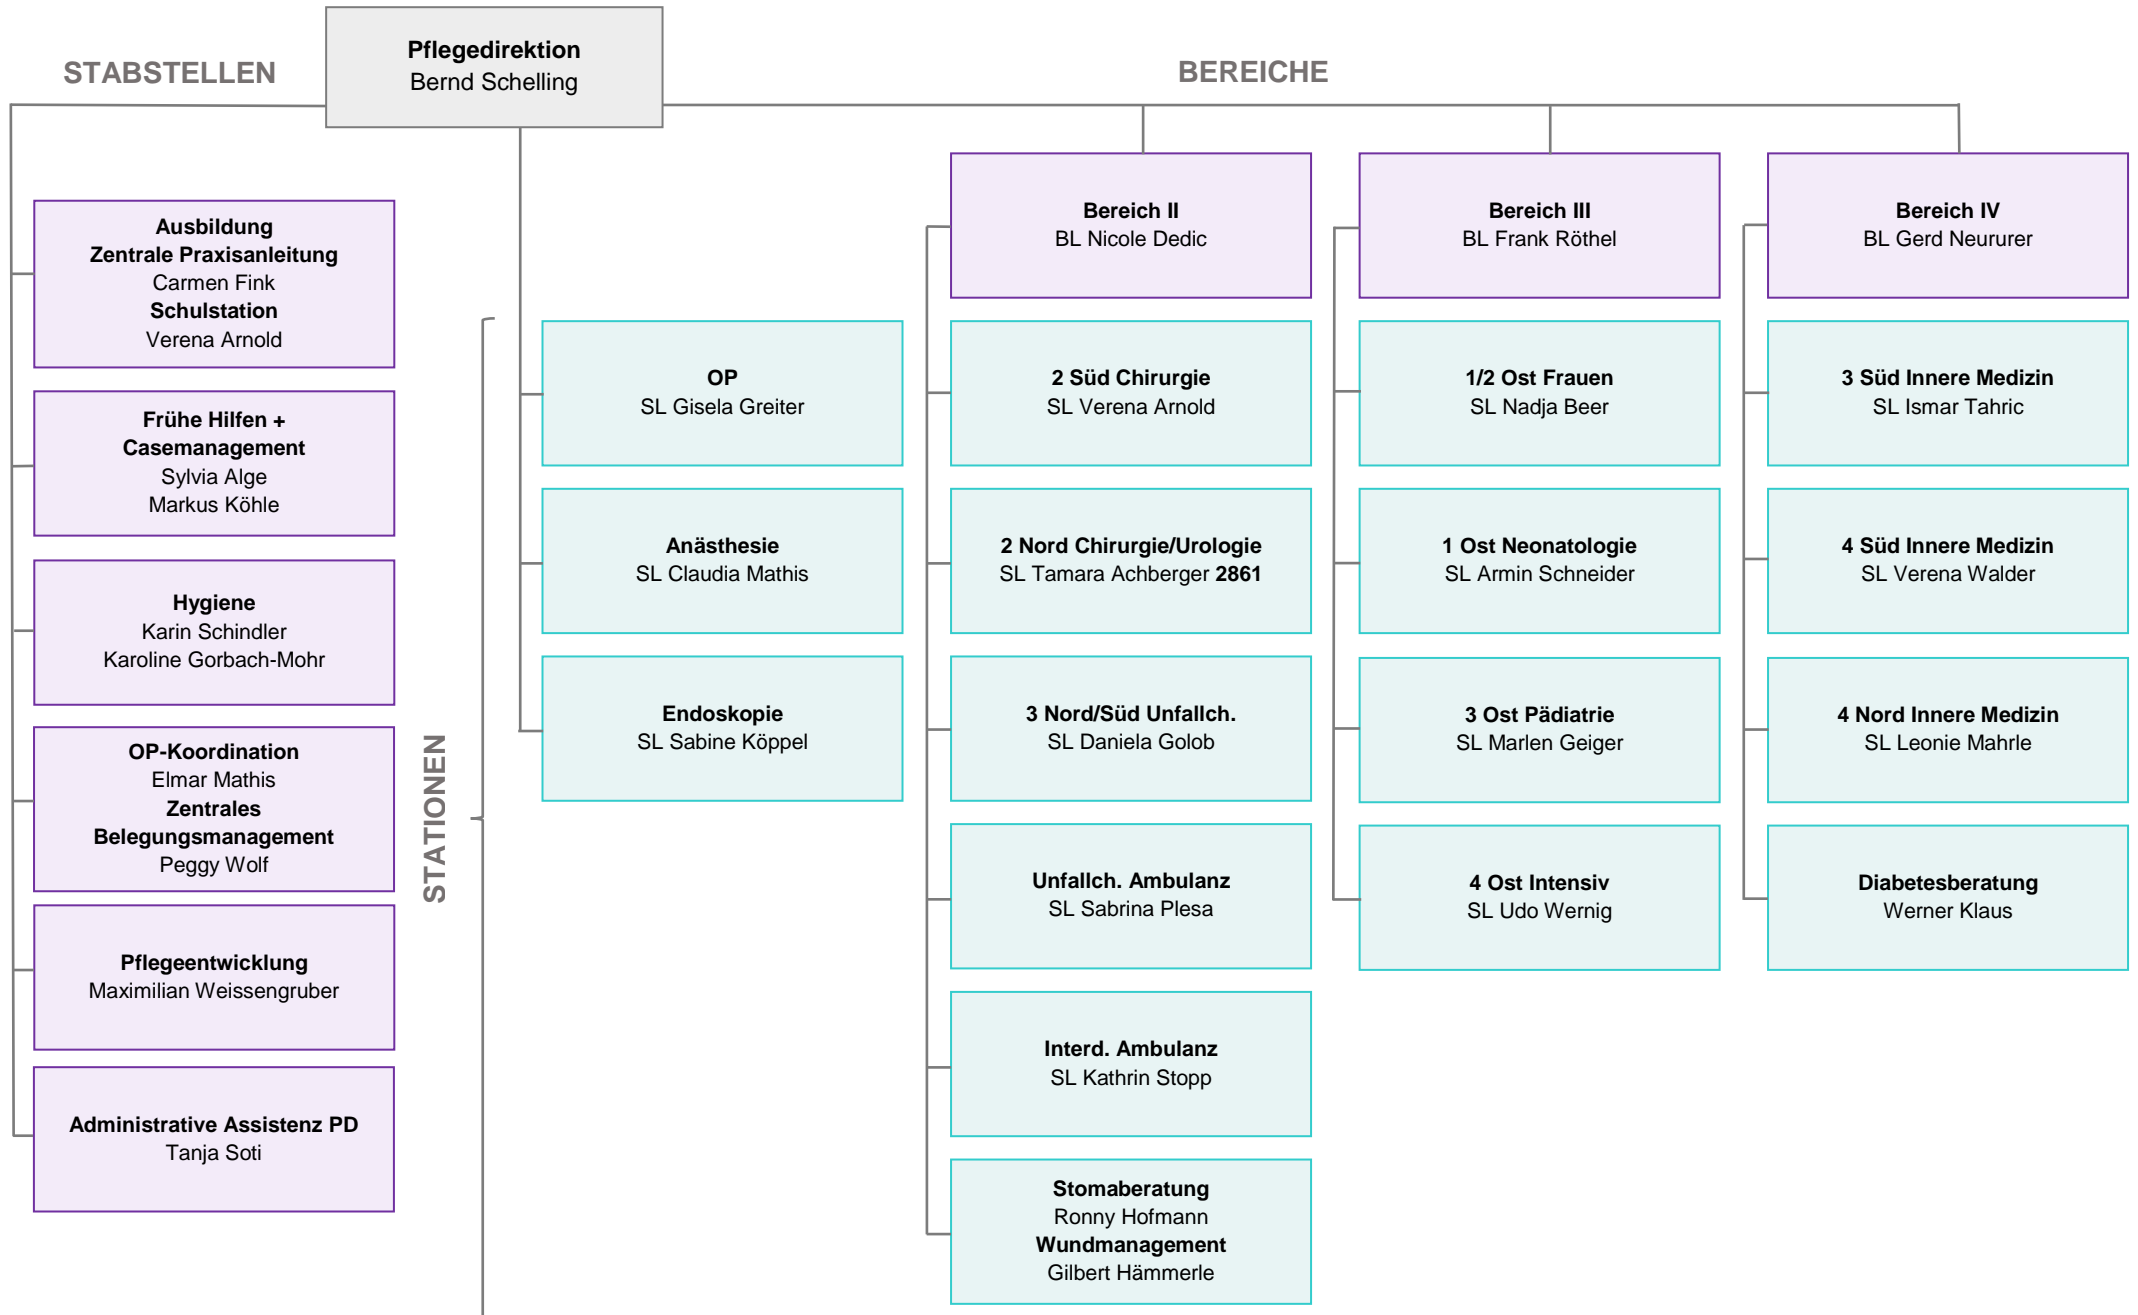 Pflegedirektion
Bernd Schelling
STABSTELLEN
BEREICHE
Ausbildung
Zentrale Praxisanleitung
Carmen Fink
Schulstation
Verena Arnold
Frühe Hilfen +
Casemanagement
Sylvia Alge
Markus Köhle
Hygiene
Karin Schindler
Karoline Gorbach-Mohr
OP-Koordination
Elmar Mathis
Zentrales
Belegungsmanagement
Peggy Wolf
Pflegeentwicklung
Maximilian Weissengruber
Administrative Assistenz PD
Tanja Soti
STATIONEN
OP
SL Gisela Greiter
Anästhesie
SL Claudia Mathis
Endoskopie
SL Sabine Köppel
Bereich II
BL Nicole Dedic
2 Süd Chirurgie
SL Verena Arnold
2 Nord Chirurgie/Urologie
SL Tamara Achberger 2861
3 Nord/Süd Unfallch.
SL Daniela Golob
Unfallch. Ambulanz
SL Sabrina Plesa
Interd. Ambulanz
SL Kathrin Stopp
Stomaberatung
Ronny Hofmann
Wundmanagement
Gilbert Hämmerle
Bereich III
BL Frank Röthel
1/2 Ost Frauen
SL Nadja Beer
1 Ost Neonatologie
SL Armin Schneider
3 Ost Pädiatrie
SL Marlen Geiger
4 Ost Intensiv
SL Udo Wernig
Bereich IV
BL Gerd Neururer
3 Süd Innere Medizin
SL Ismar Tahric
4 Süd Innere Medizin
SL Verena Walder
4 Nord Innere Medizin
SL Leonie Mahrle
Diabetesberatung
Werner Klaus